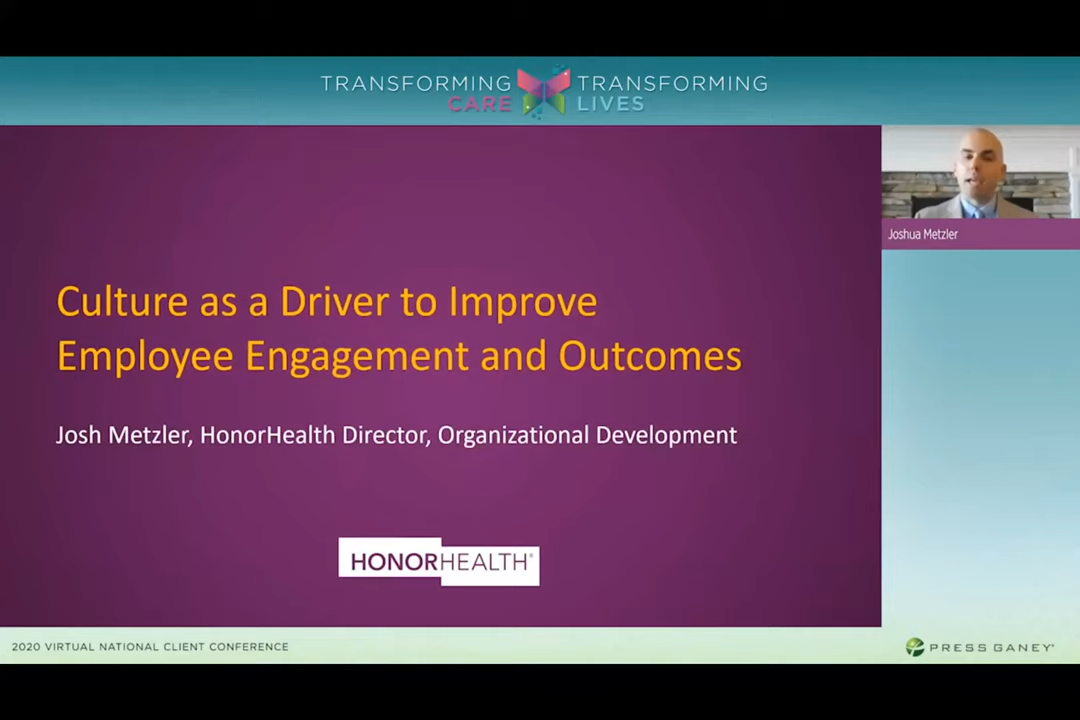 TRANSFORMING TRANSFORMING
CARE LIVES
Joshua Metzler
Culture as a Driver to Improve
Employee Engagement and Outcomes
Josh Metzler, HonorHealth Director, Organizational Development
HONORHEALTH®
2020 VIRTUAL NATIONAL CLIENT CONFERENCE
PRESS GANEY